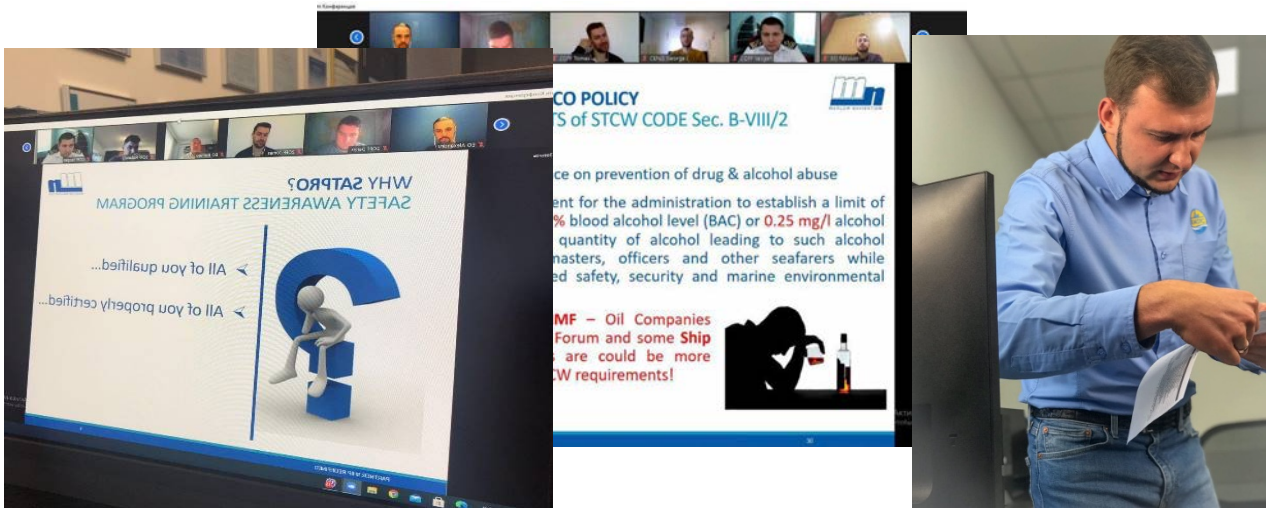 WHY SATPRO?
SAFETY AWARENESS TRAINING PROGRAM
➤ All of you qualified...
➤ All of you properly certified...
PARTNERSHIP REDEFINED
CO POLICY
TS of STCW CODE Sec. B-VIII/2
ce on prevention of drug & alcohol abuse
ent for the administration to establish a limit of
% blood alcohol level (BAC) or 0.25 mg/l alcohol
quantity of alcohol leading to such alcohol
masters, officers and other seafarers while
ed safety, security and marine environmental
MF – Oil Companies
Forum and some Ship
s are could be more
CW requirements!
36